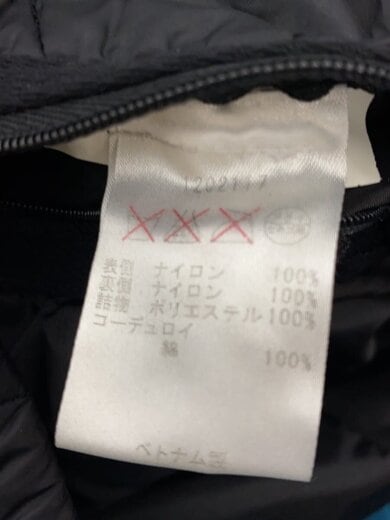 表側 ナイロン 100%
裏側 ナイロン 100%
詰物 ポリエステル 100%
コーデュロイ
綿 100%
ベトナム製